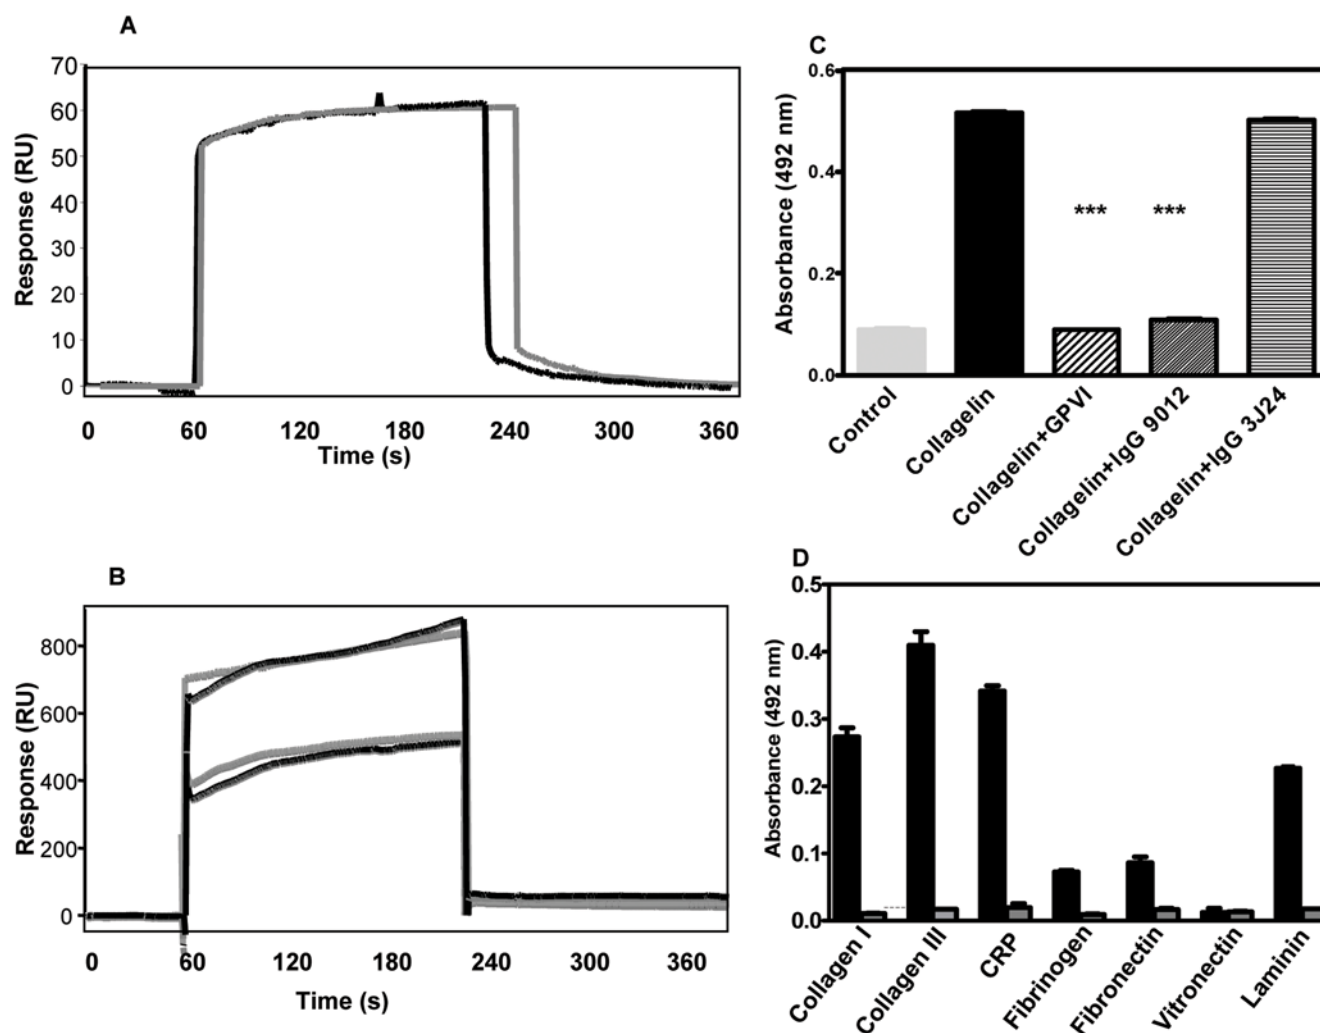 A
70
60
50
40
30
60
10
0
Response (RU)
0 60 120 180 240 300 360
Time (s)
B
800
600
400
200
0
Response (RU)
0 60 120 180 240 300 360
Time (s)
C
0.6
0.4
0.2
0.0
Absorbance (492 nm)
*** ***
Control
Collagelin
Collagelin+GPVI
Collagelin+IgG 9012
Collagelin+IgG 3J24
D
0.5
0.4
0.3
0.2
0.1
0.0
Absorbance (492 nm)
Collagen I
Collagen III
CRP
Fibrinogen
Fibronectin
Vitronectin
Laminin